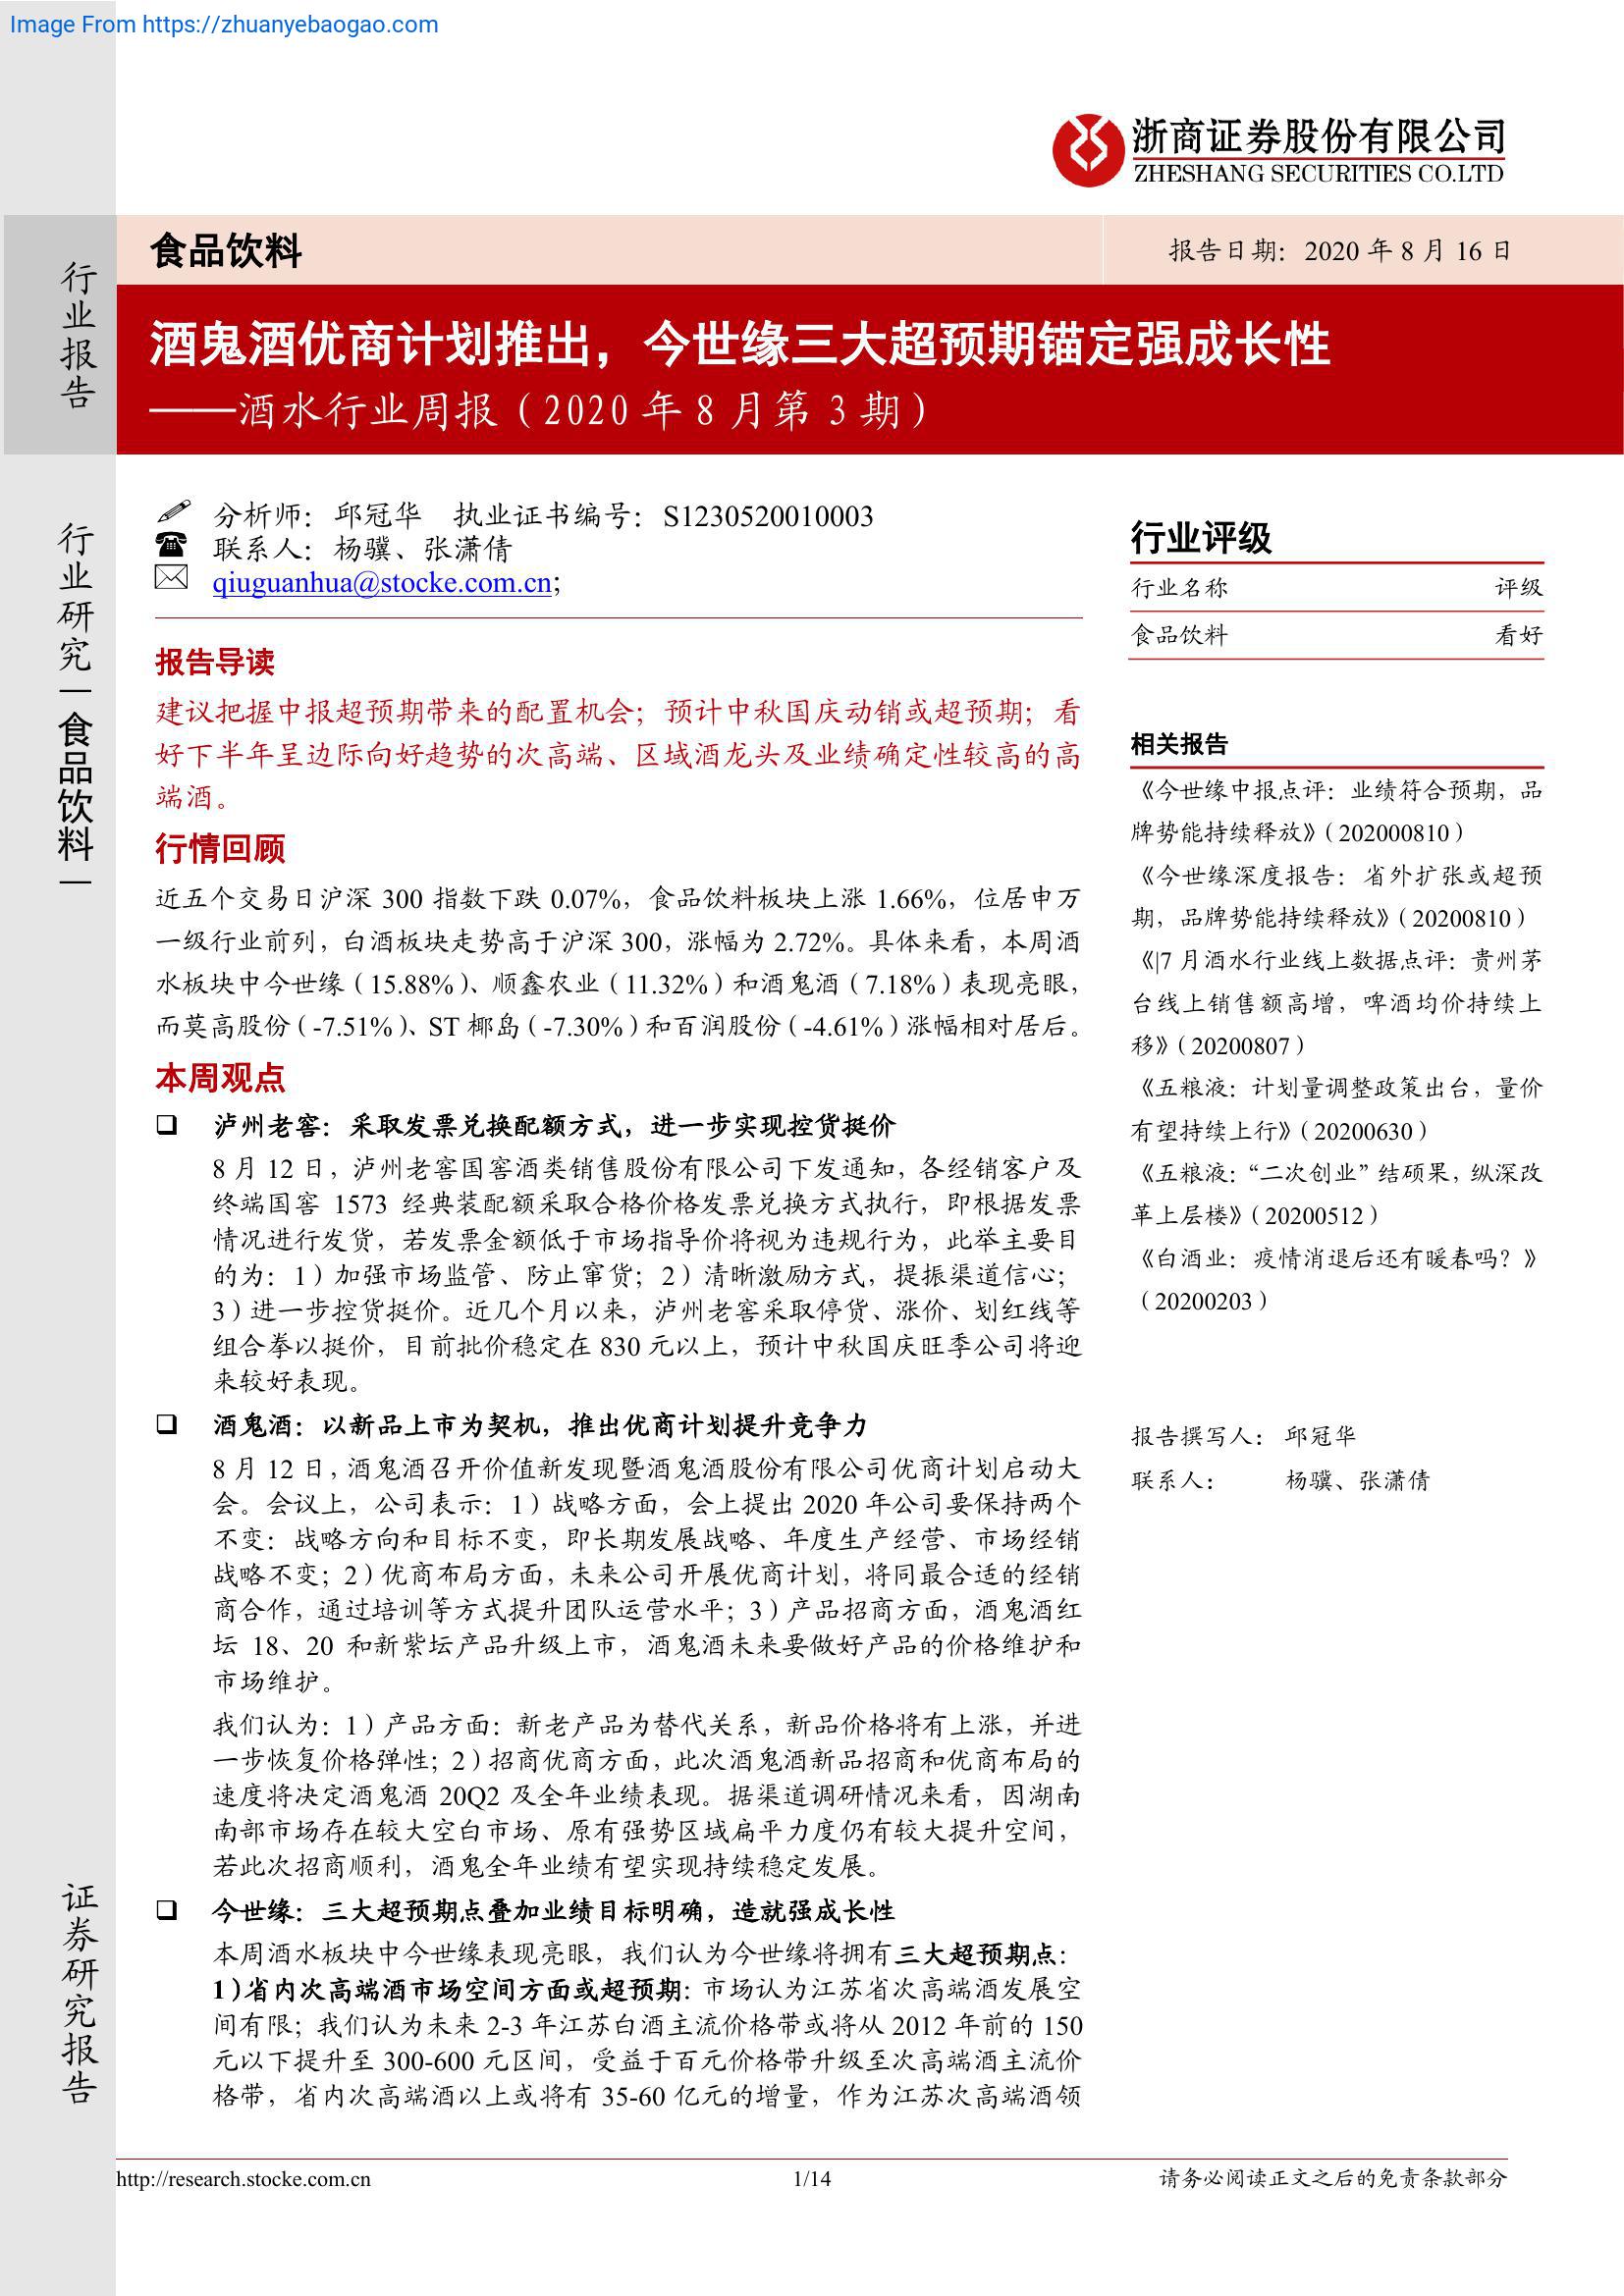 Image From https://zhuanyebaogao.com
浙商证券股份有限公司
ZHESHANG SECURITIES CO.LTD
行业报告
食品饮料
报告日期：2020 年 8 月 16 日
酒鬼酒优商计划推出，今世缘三大超预期锚定强成长性
——酒水行业周报（2020 年 8 月第 3 期）
行业研究
食品饮料
证券研究报告
分析师：邱冠华 执业证书编号：S1230520010003
联系人：杨骥、张潇倩
qiuguanhua@stocke.com.cn;
报告导读
建议把握中报超预期带来的配置机会；预计中秋国庆动销或超预期；看
好下半年呈边际向好趋势的次高端、区域酒龙头及业绩确定性较高的高
端酒。
行情回顾
近五个交易日沪深 300 指数下跌 0.07%，食品饮料板块上涨 1.66%，位居申万
一级行业前列，白酒板块走势高于沪深 300，涨幅为 2.72%。具体来看，本周酒
水板块中今世缘（15.88%）、顺鑫农业（11.32%）和酒鬼酒（7.18%）表现亮眼，
而莫高股份（-7.51%）、ST 椰岛（-7.30%）和百润股份（-4.61%）涨幅相对居后。
本周观点
❑ 泸州老窖：采取发票兑换配额方式，进一步实现控货挺价
8 月 12 日，泸州老窖国窖酒类销售股份有限公司下发通知，各经销客户及
终端国窖 1573 经典装配额采取合格价格发票兑换方式执行，即根据发票
情况进行发货，若发票金额低于市场指导价将视为违规行为，此举主要目
的为：1）加强市场监管、防止窜货；2）清晰激励方式，提振渠道信心；
3）进一步控货挺价。近几个月以来，泸州老窖采取停货、涨价、划红线等
组合拳以挺价，目前批价稳定在 830 元以上，预计中秋国庆旺季公司将迎
来较好表现。
❑ 酒鬼酒：以新品上市为契机，推出优商计划提升竞争力
8 月 12 日，酒鬼酒召开价值新发现暨酒鬼酒股份有限公司优商计划启动大
会。会议上，公司表示：1）战略方面，会上提出 2020 年公司要保持两个
不变：战略方向和目标不变，即长期发展战略、年度生产经营、市场经销
战略不变；2）优商布局方面，未来公司开展优商计划，将同最合适的经销
商合作，通过培训等方式提升团队运营水平；3）产品招商方面，酒鬼酒红
坛 18、20 和新紫坛产品升级上市，酒鬼酒未来要做好产品的价格维护和
市场维护。
我们认为：1）产品方面：新老产品为替代关系，新品价格将有上涨，并进
一步恢复价格弹性；2）招商优商方面，此次酒鬼酒新品招商和优商布局的
速度将决定酒鬼酒 20Q2 及全年业绩表现。据渠道调研情况来看，因湖南
南部市场存在较大空白市场、原有强势区域扁平力度仍有较大提升空间，
若此次招商顺利，酒鬼全年业绩有望实现持续稳定发展。
❑ 今世缘：三大超预期点叠加业绩目标明确，造就强成长性
本周酒水板块中今世缘表现亮眼，我们认为今世缘将拥有三大超预期点：
1)省内次高端酒市场空间方面或超预期：市场认为江苏省次高端酒发展空
间有限；我们认为未来 2-3 年江苏白酒主流价格带或将从 2012 年前的 150
元以下提升至 300-600 元区间，受益于百元价格带升级至次高端酒主流价
格带，省内次高端酒以上或将有 35-60 亿元的增量，作为江苏次高端酒领
行业评级
行业名称 评级
食品饮料 看好
相关报告
《今世缘中报点评：业绩符合预期，品
牌势能持续释放》（202000810）
《今世缘深度报告：省外扩张或超预
期，品牌势能持续释放》（20200810）
《|7 月酒水行业线上数据点评：贵州茅
台线上销售额高增，啤酒均价持续上
移》（20200807）
《五粮液：计划量调整政策出台，量价
有望持续上行》（20200630）
《五粮液：“二次创业”结硕果，纵深改
革上层楼》（20200512）
《白酒业：疫情消退后还有暖春吗？》
（20200203）
报告撰写人： 邱冠华
联系人： 杨骥、张潇倩
http://research.stocke.com.cn
1/14
请务必阅读正文之后的免责条款部分